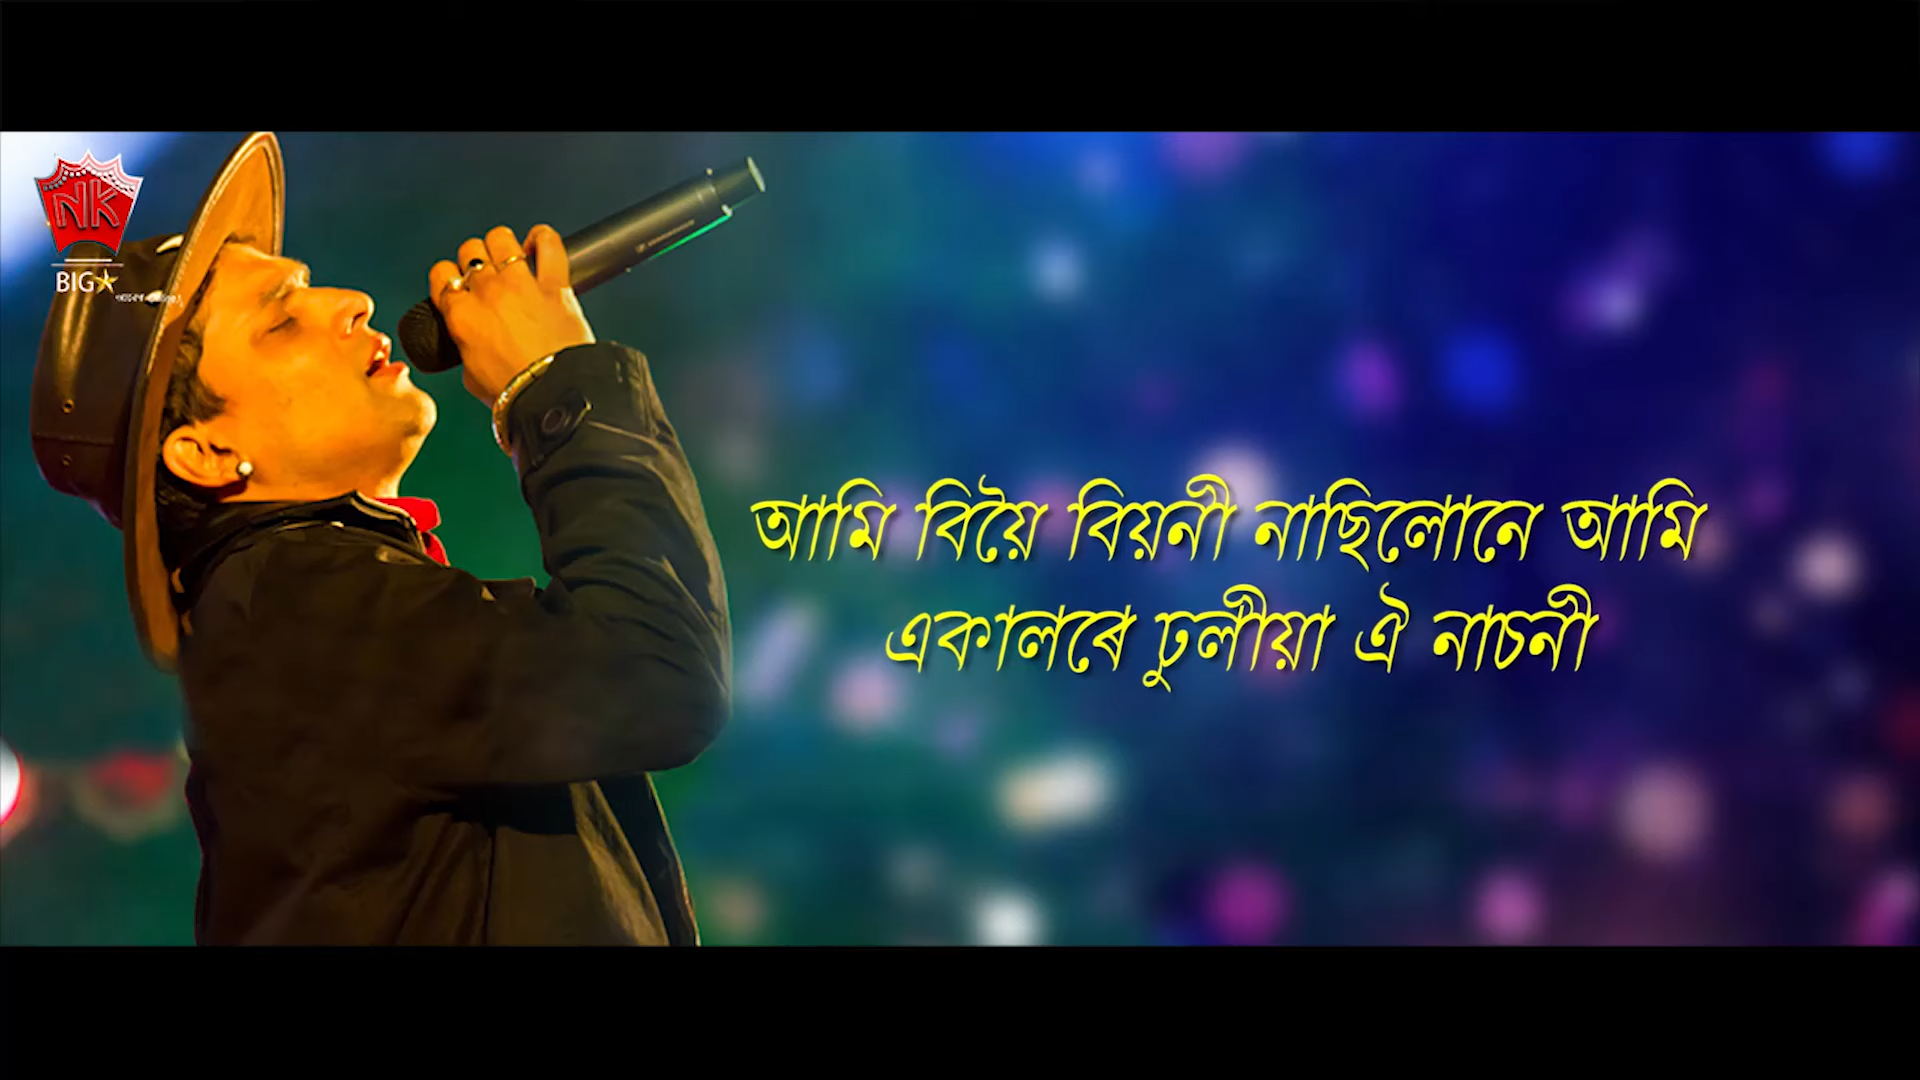 NK
BIG
আমি বিয়ৈ বিয়নী নাছিলোনে আমি
একালৰে ঢুলীয়া ঐ নাচনী